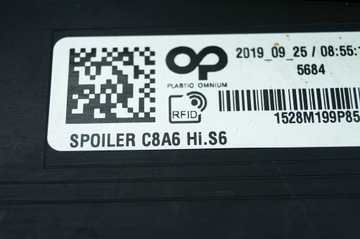 2019_09_25 / 08:55:1
5684
OP
PLASTIC OMNIUM
RFID
1528M199P85
SPOILER C8A6 Hi.S6